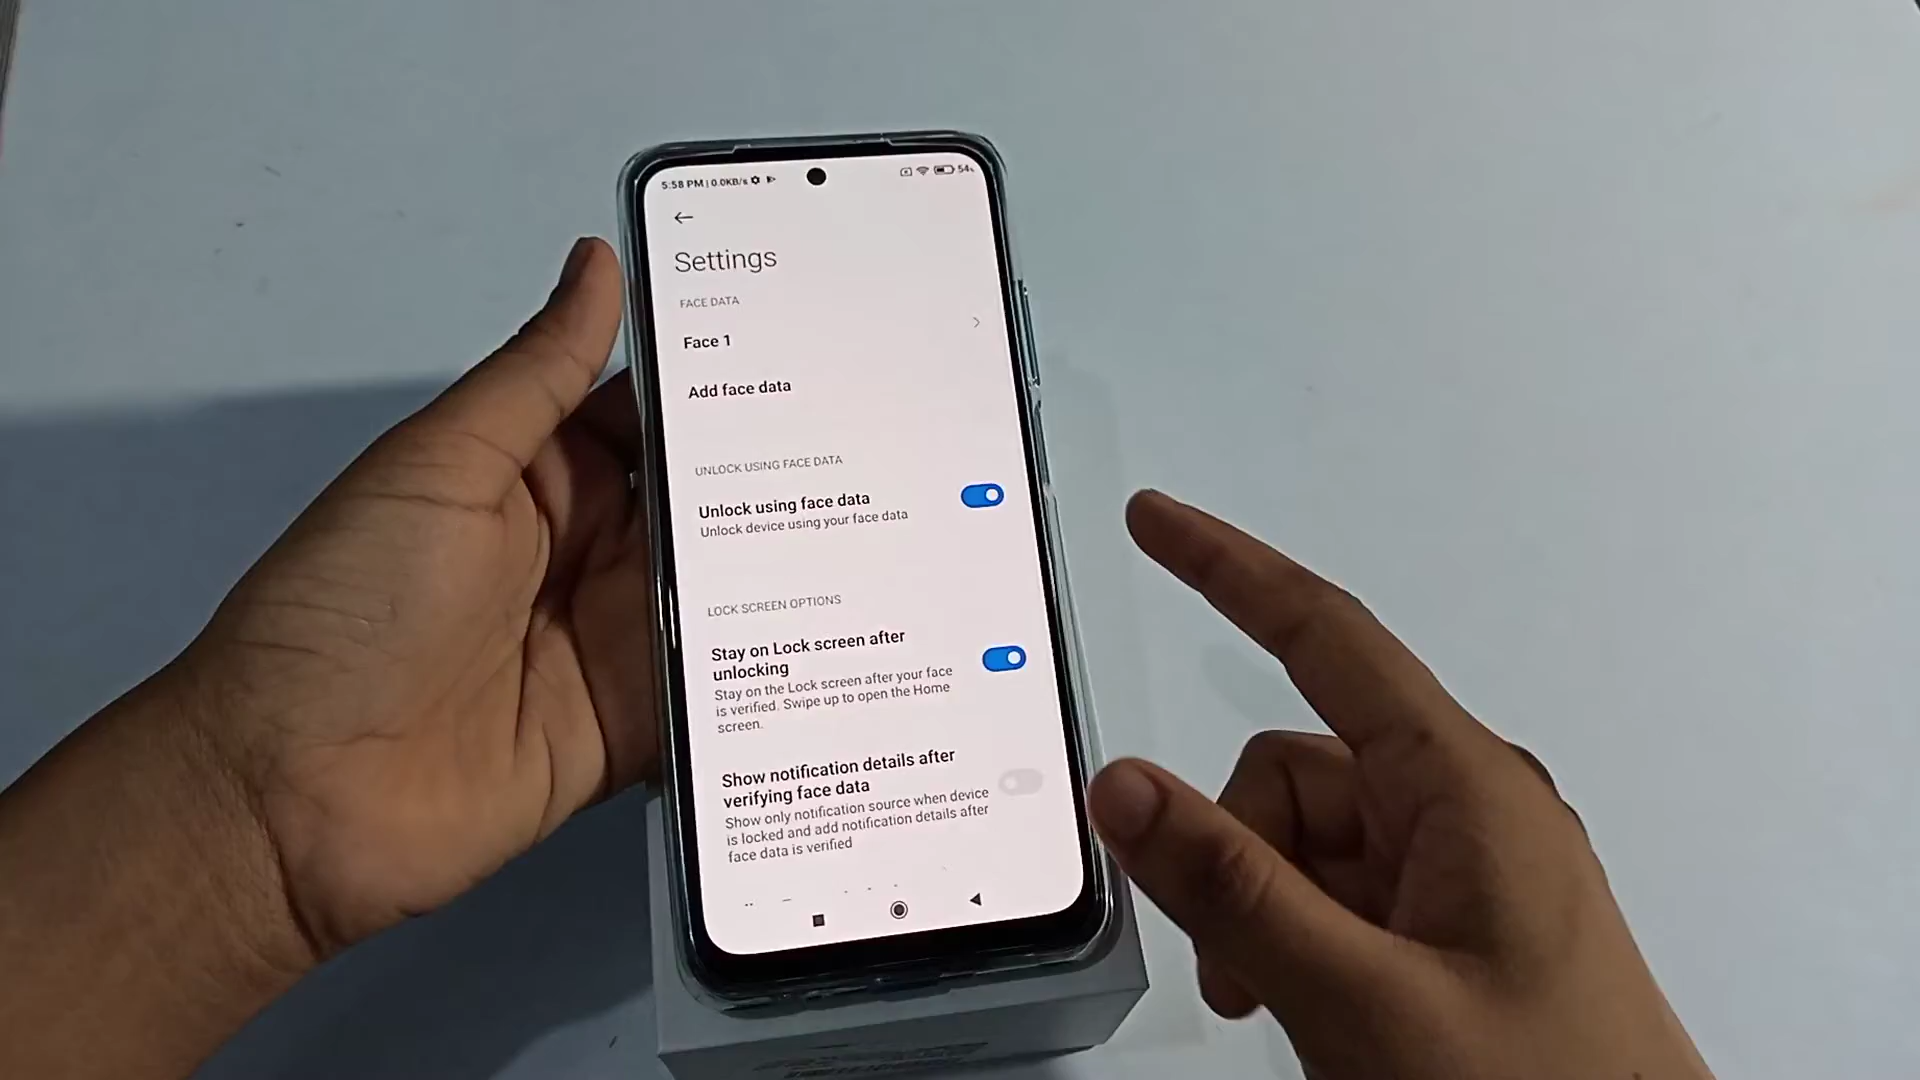 5:58 PM | 0.0KB/s
54%
Settings
FACE DATA
Face 1
Add face data
UNLOCK USING FACE DATA
Unlock using face data
Unlock device using your face data
LOCK SCREEN OPTIONS
Stay on Lock screen after
unlocking
Stay on the Lock screen after your face
is verified. Swipe up to open the Home
screen.
Show notification details after
verifying face data
Show only notification source when device
is locked and add notification details after
face data is verified